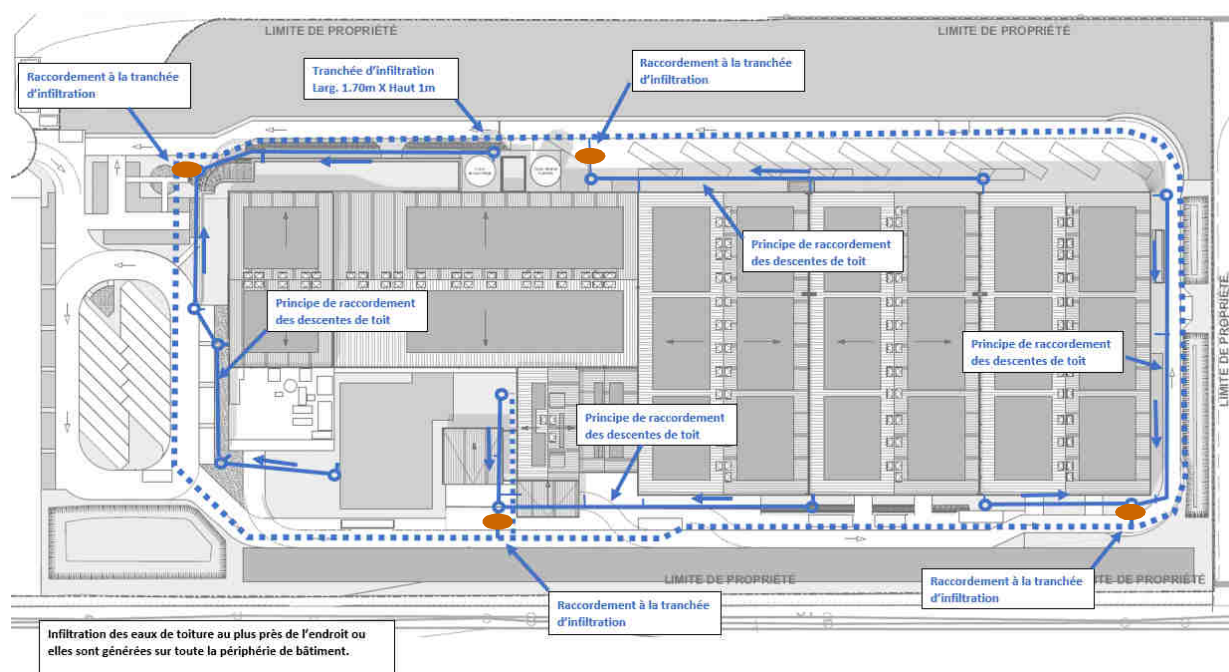 LIMITE DE PROPRIÉTÉ
LIMITE DE PROPRIÉTÉ
Raccordement à la tranchée
d'infiltration
Tranchée d'infiltration
Larg. 1.70m X Haut 1m
Raccordement à la tranchée
d'infiltration
Principe de raccordement
des descentes de toit
Principe de raccordement
des descentes de toit
Principe de raccordement
des descentes de toit
Principe de raccordement
des descentes de toit
LIMITE DE PROPRIÉTÉ
LIMITE DE PROPRIÉTÉ
LIMITE DE PROPRIÉTÉ
Raccordement à la tranchée
d'infiltration
Raccordement à la tranchée
d'infiltration
Infiltration des eaux de toiture au plus près de l'endroit ou
elles sont générées sur toute la périphérie de bâtiment.